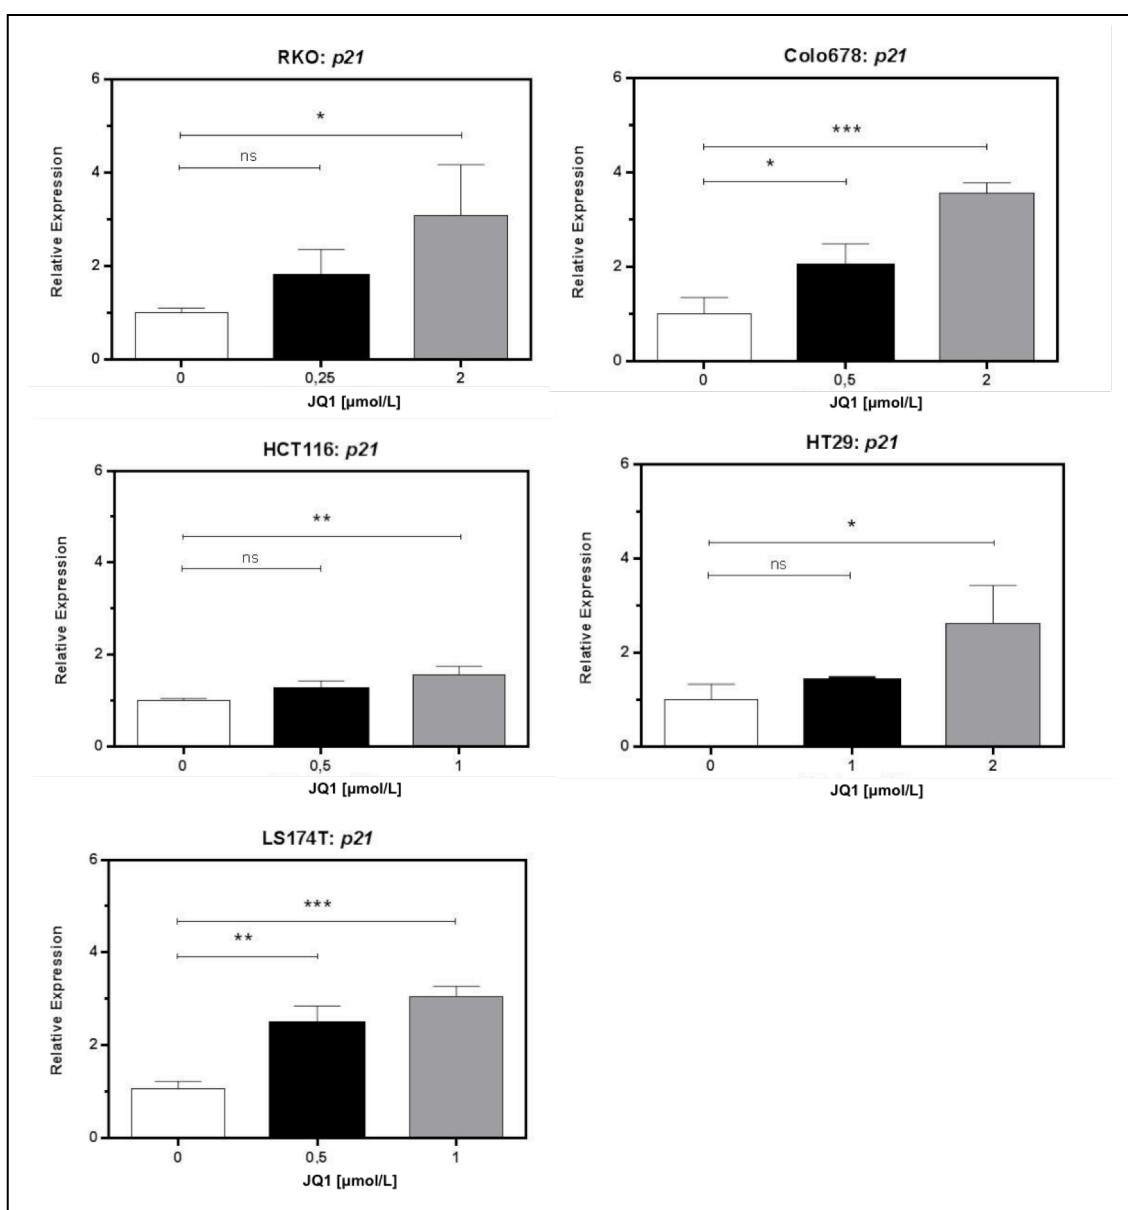 RKO: p21
Relative Expression
6
4
2
0
*
ns
0 0,25 2
JQ1 [µmol/L]
Colo678: p21
Relative Expression
6
4
2
0
***
*
0 0,5 2
JQ1 [µmol/L]
HCT116: p21
Relative Expression
6
4
2
0
**
ns
0 0,5 1
JQ1 [µmol/L]
HT29: p21
Relative Expression
6
4
2
0
*
ns
0 1 2
JQ1 [µmol/L]
LS174T: p21
Relative Expression
6
4
2
0
***
**
0 0,5 1
JQ1 [µmol/L]